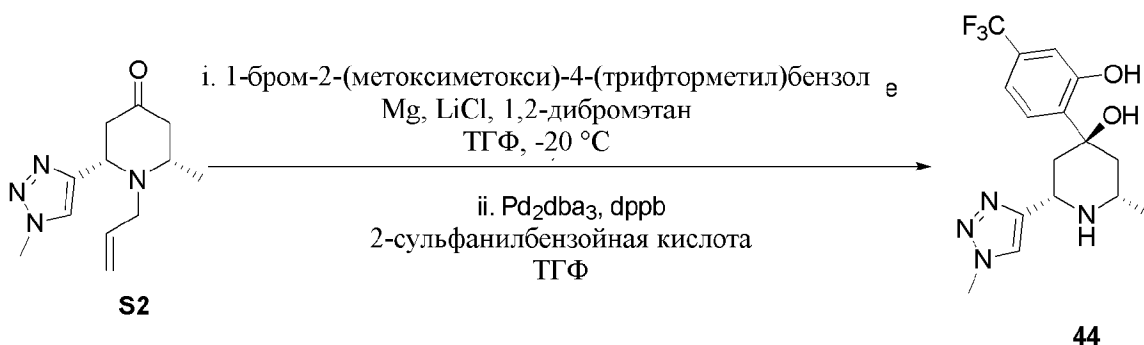 i. 1-бром-2-(метоксиметокси)-4-(трифторметил)бензол е
Mg, LiCl, 1,2-дибромэтан
ТГФ, -20 °C
ii. Pd₂dba₃, dppb
2-сульфанилбензойная кислота
ТГФ
O
N
N
N
N
S2
F₃C
OH
OH
N
N
N
N
H
44